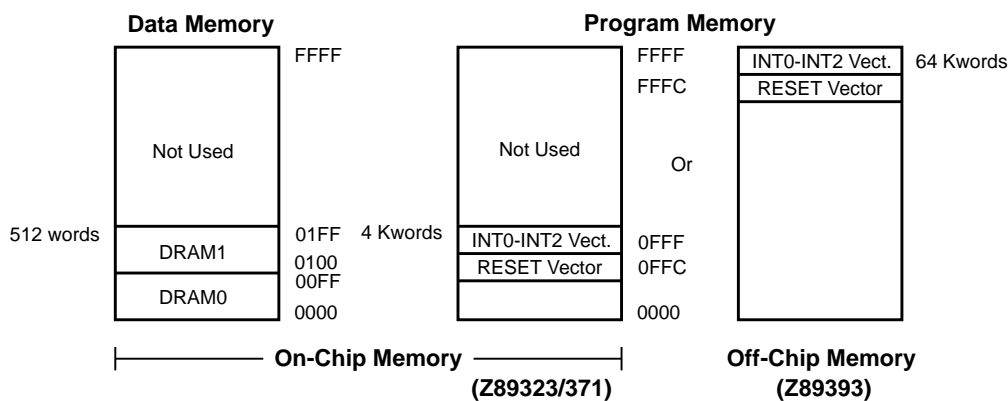 Data Memory
Program Memory
FFFF
FFFF
INT0-INT2 Vect.
64 Kwords
FFFC
RESET Vector
Not Used
Not Used
Or
512 words
01FF
4 Kwords
INT0-INT2 Vect.
0FFF
DRAM1
0100
RESET Vector
0FFC
00FF
DRAM0
0000
0000
On-Chip Memory
Off-Chip Memory
(Z89323/371)
(Z89393)